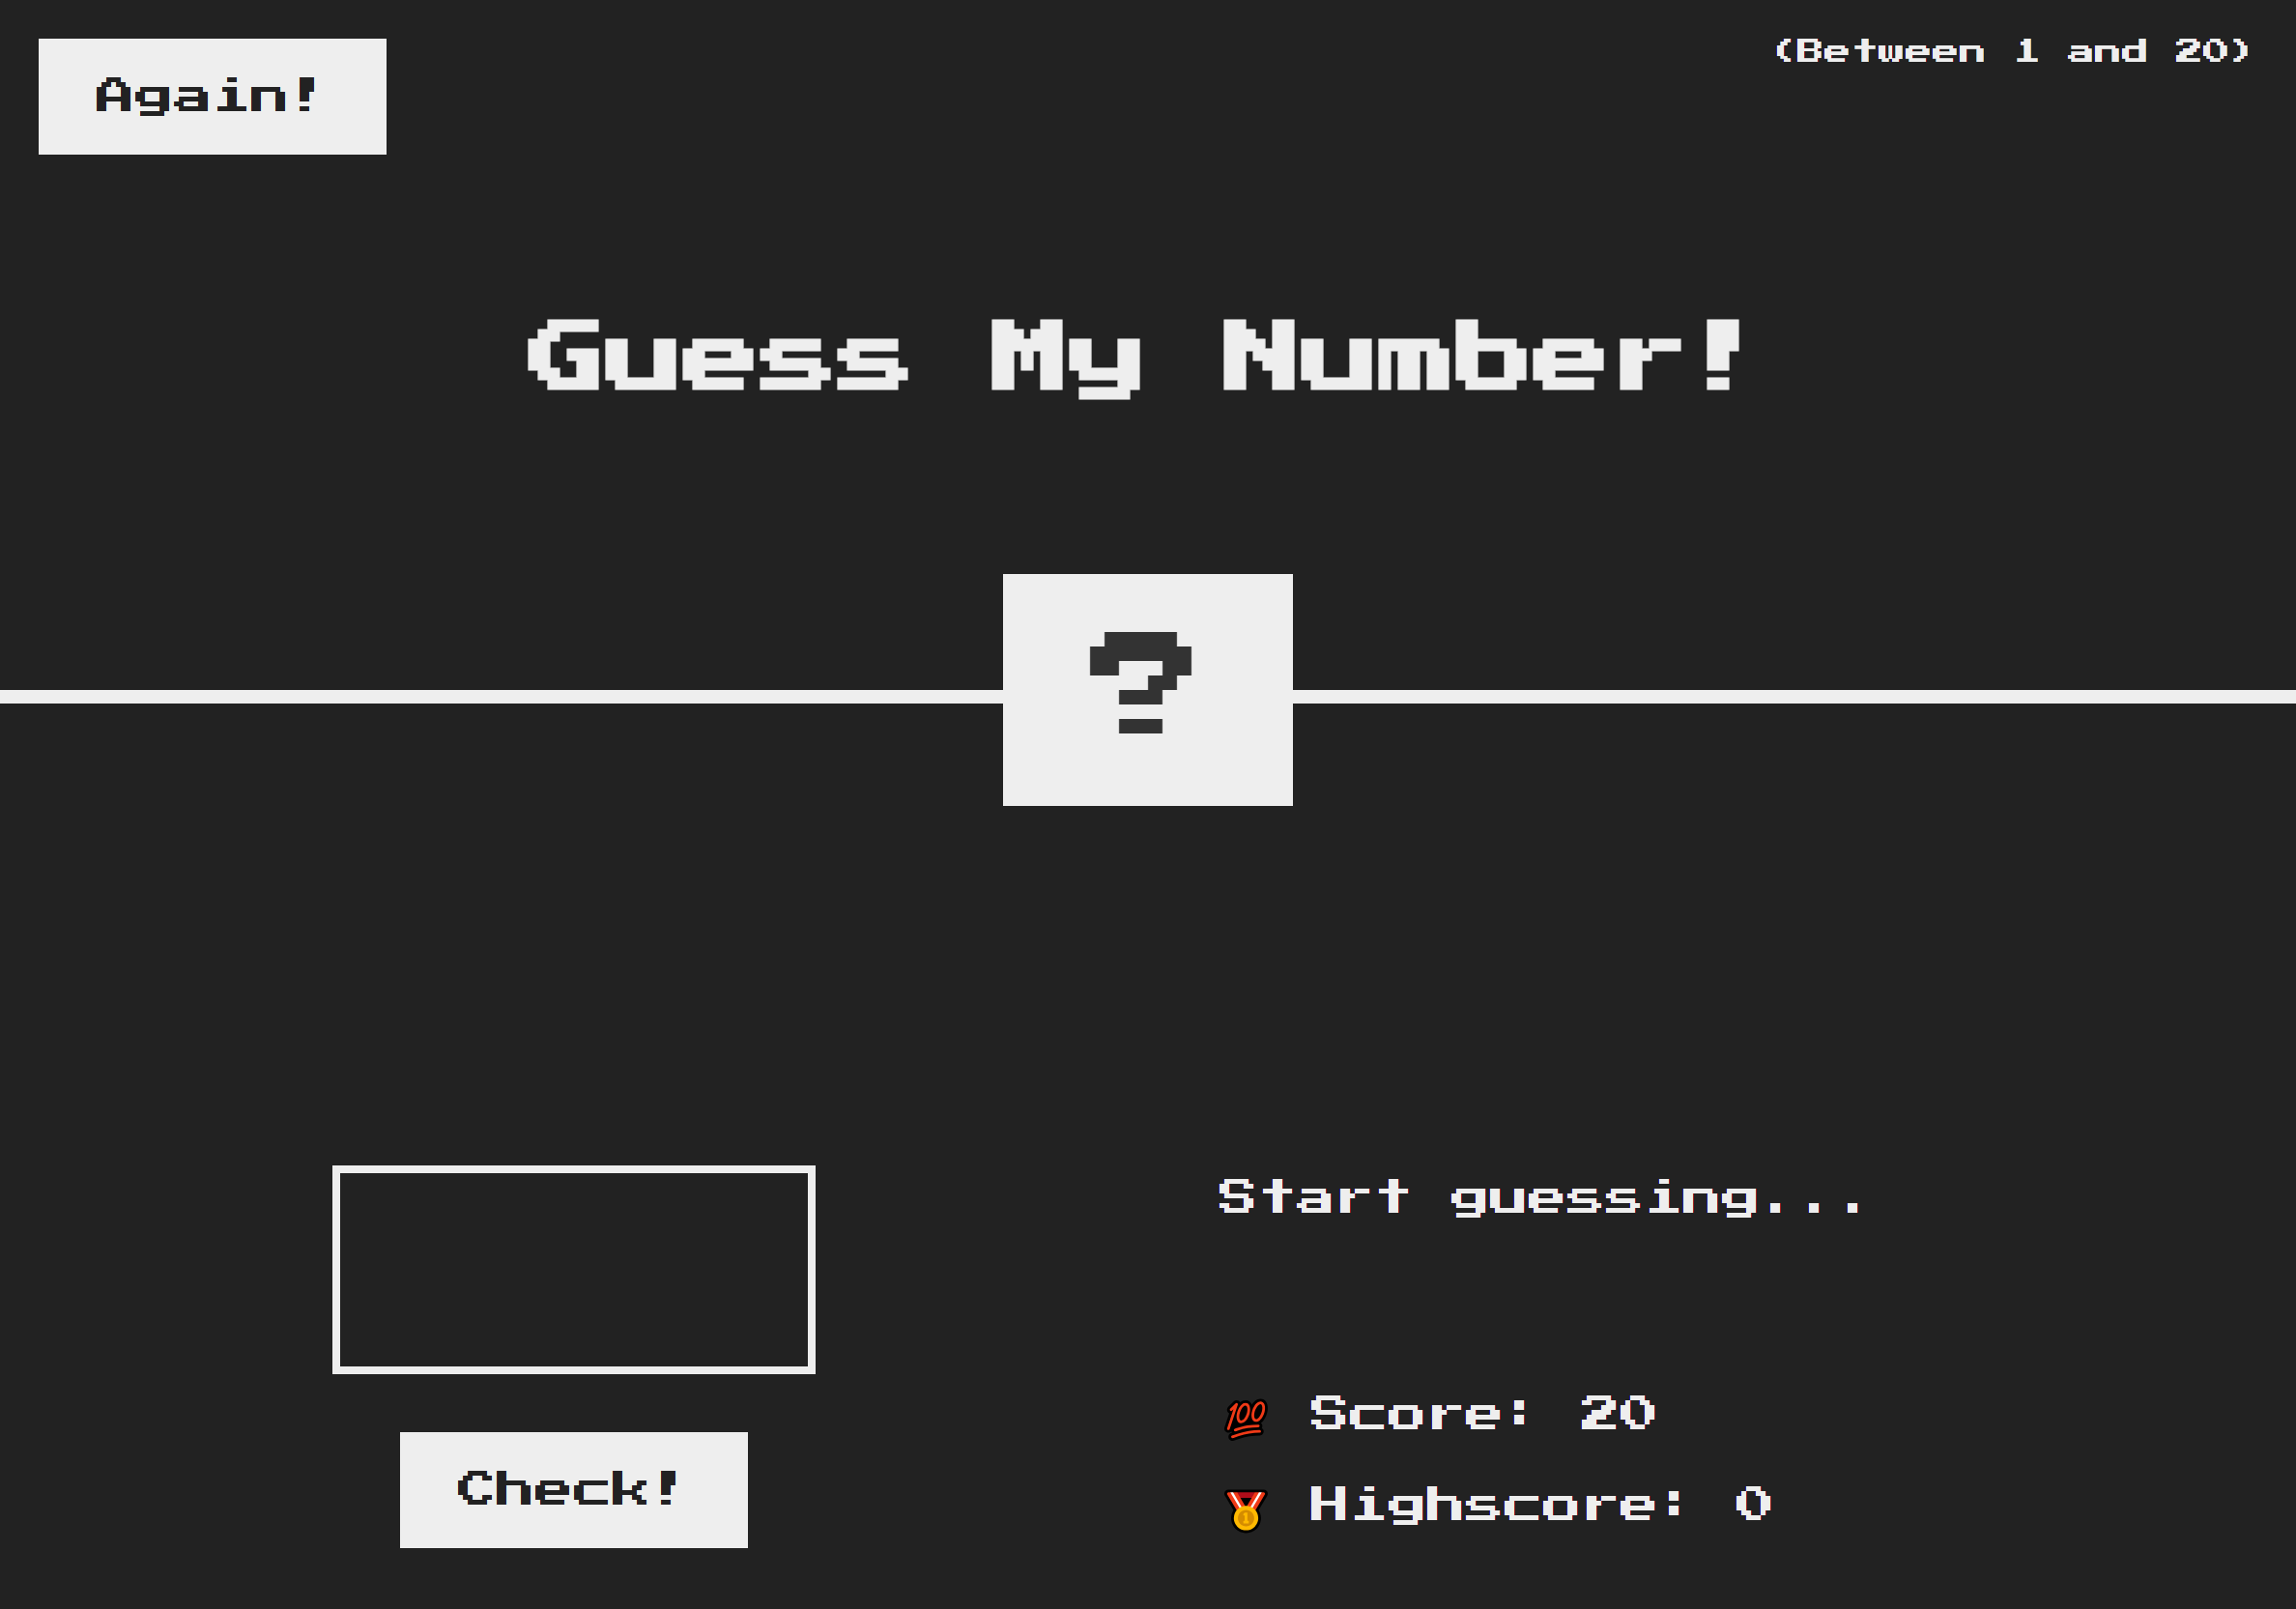 Again!
(Between 1 and 20)
Guess My Number!
?
Start guessing...
💯 Score: 20
🥇 Highscore: 0
Check!